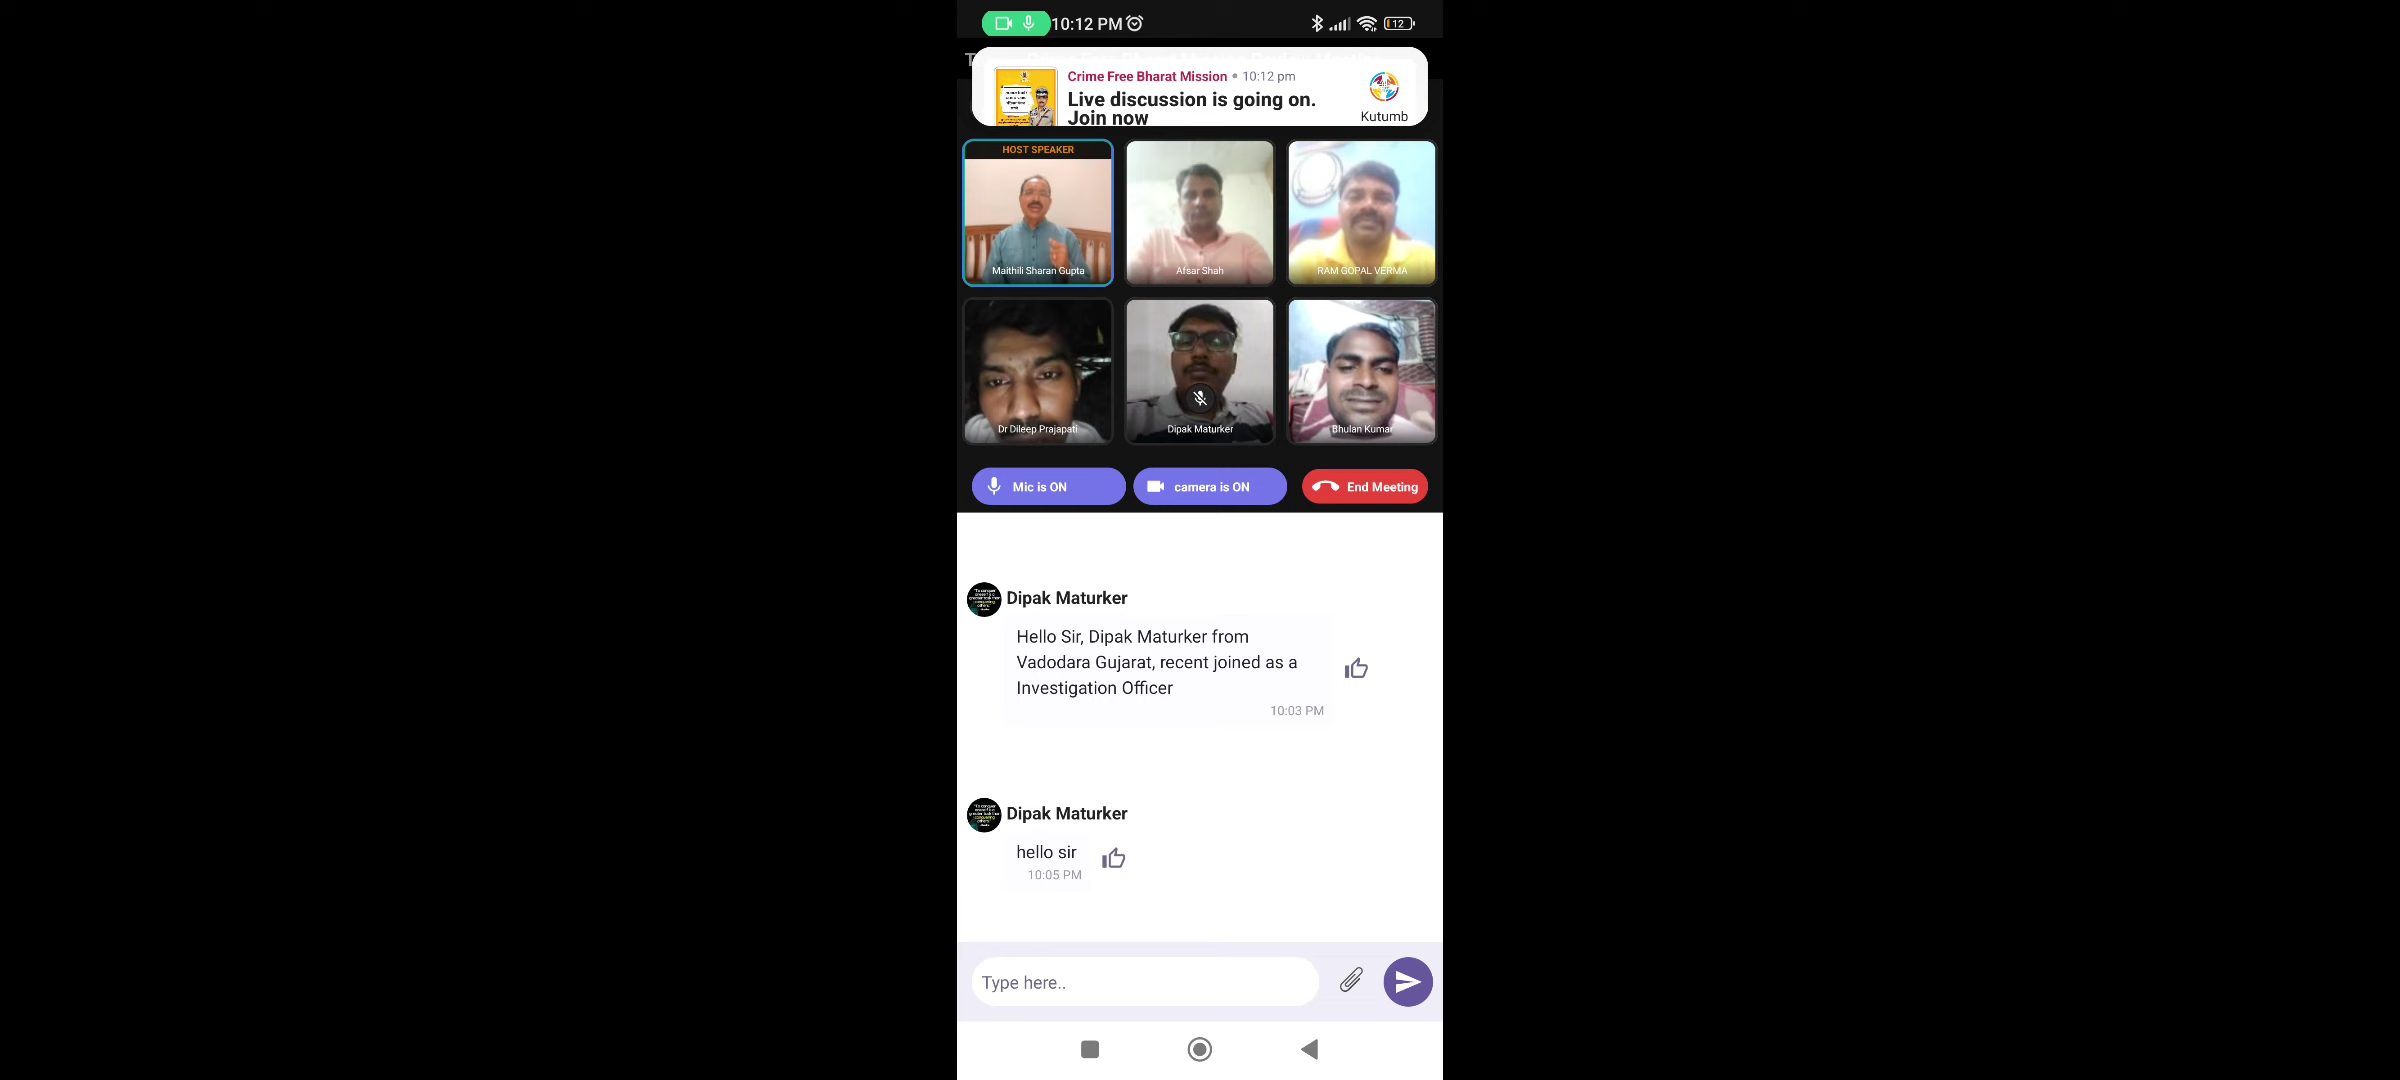 10:12 PM
12
Crime Free Bharat Mission • 10:12 pm
Live discussion is going on.
Join now
Kutumb
HOST SPEAKER
Maithili Sharan Gupta
Afsar Shah
RAM GOPAL VERMA
Dr Dileep Prajapati
Dipak Maturker
Bhulan Kumar
Mic is ON
camera is ON
End Meeting
Dipak Maturker
Hello Sir, Dipak Maturker from
Vadodara Gujarat, recent joined as a
Investigation Officer
10:03 PM
Dipak Maturker
hello sir
10:05 PM
Type here..